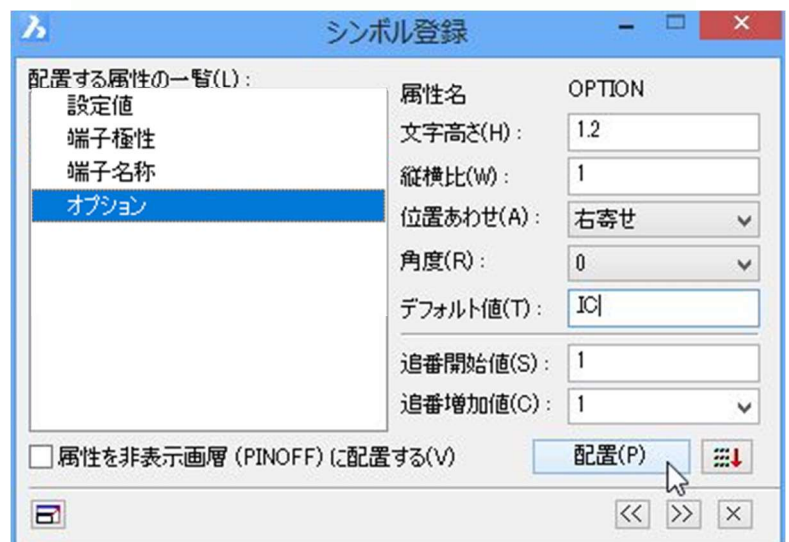 シンボル登録
配置する属性の一覧(L) :
設定値
端子極性
端子名称
オプション
属性名 OPTION
文字高さ(H) : 1.2
縦横比(W) : 1
位置あわせ(A) : 右寄せ
角度(R) : 0
デフォルト値(T) : IC
追番開始値(S) : 1
追番増加値(C) : 1
属性を非表示画層 (PINOFF) に配置する(V)
配置(P)
<< >> ×